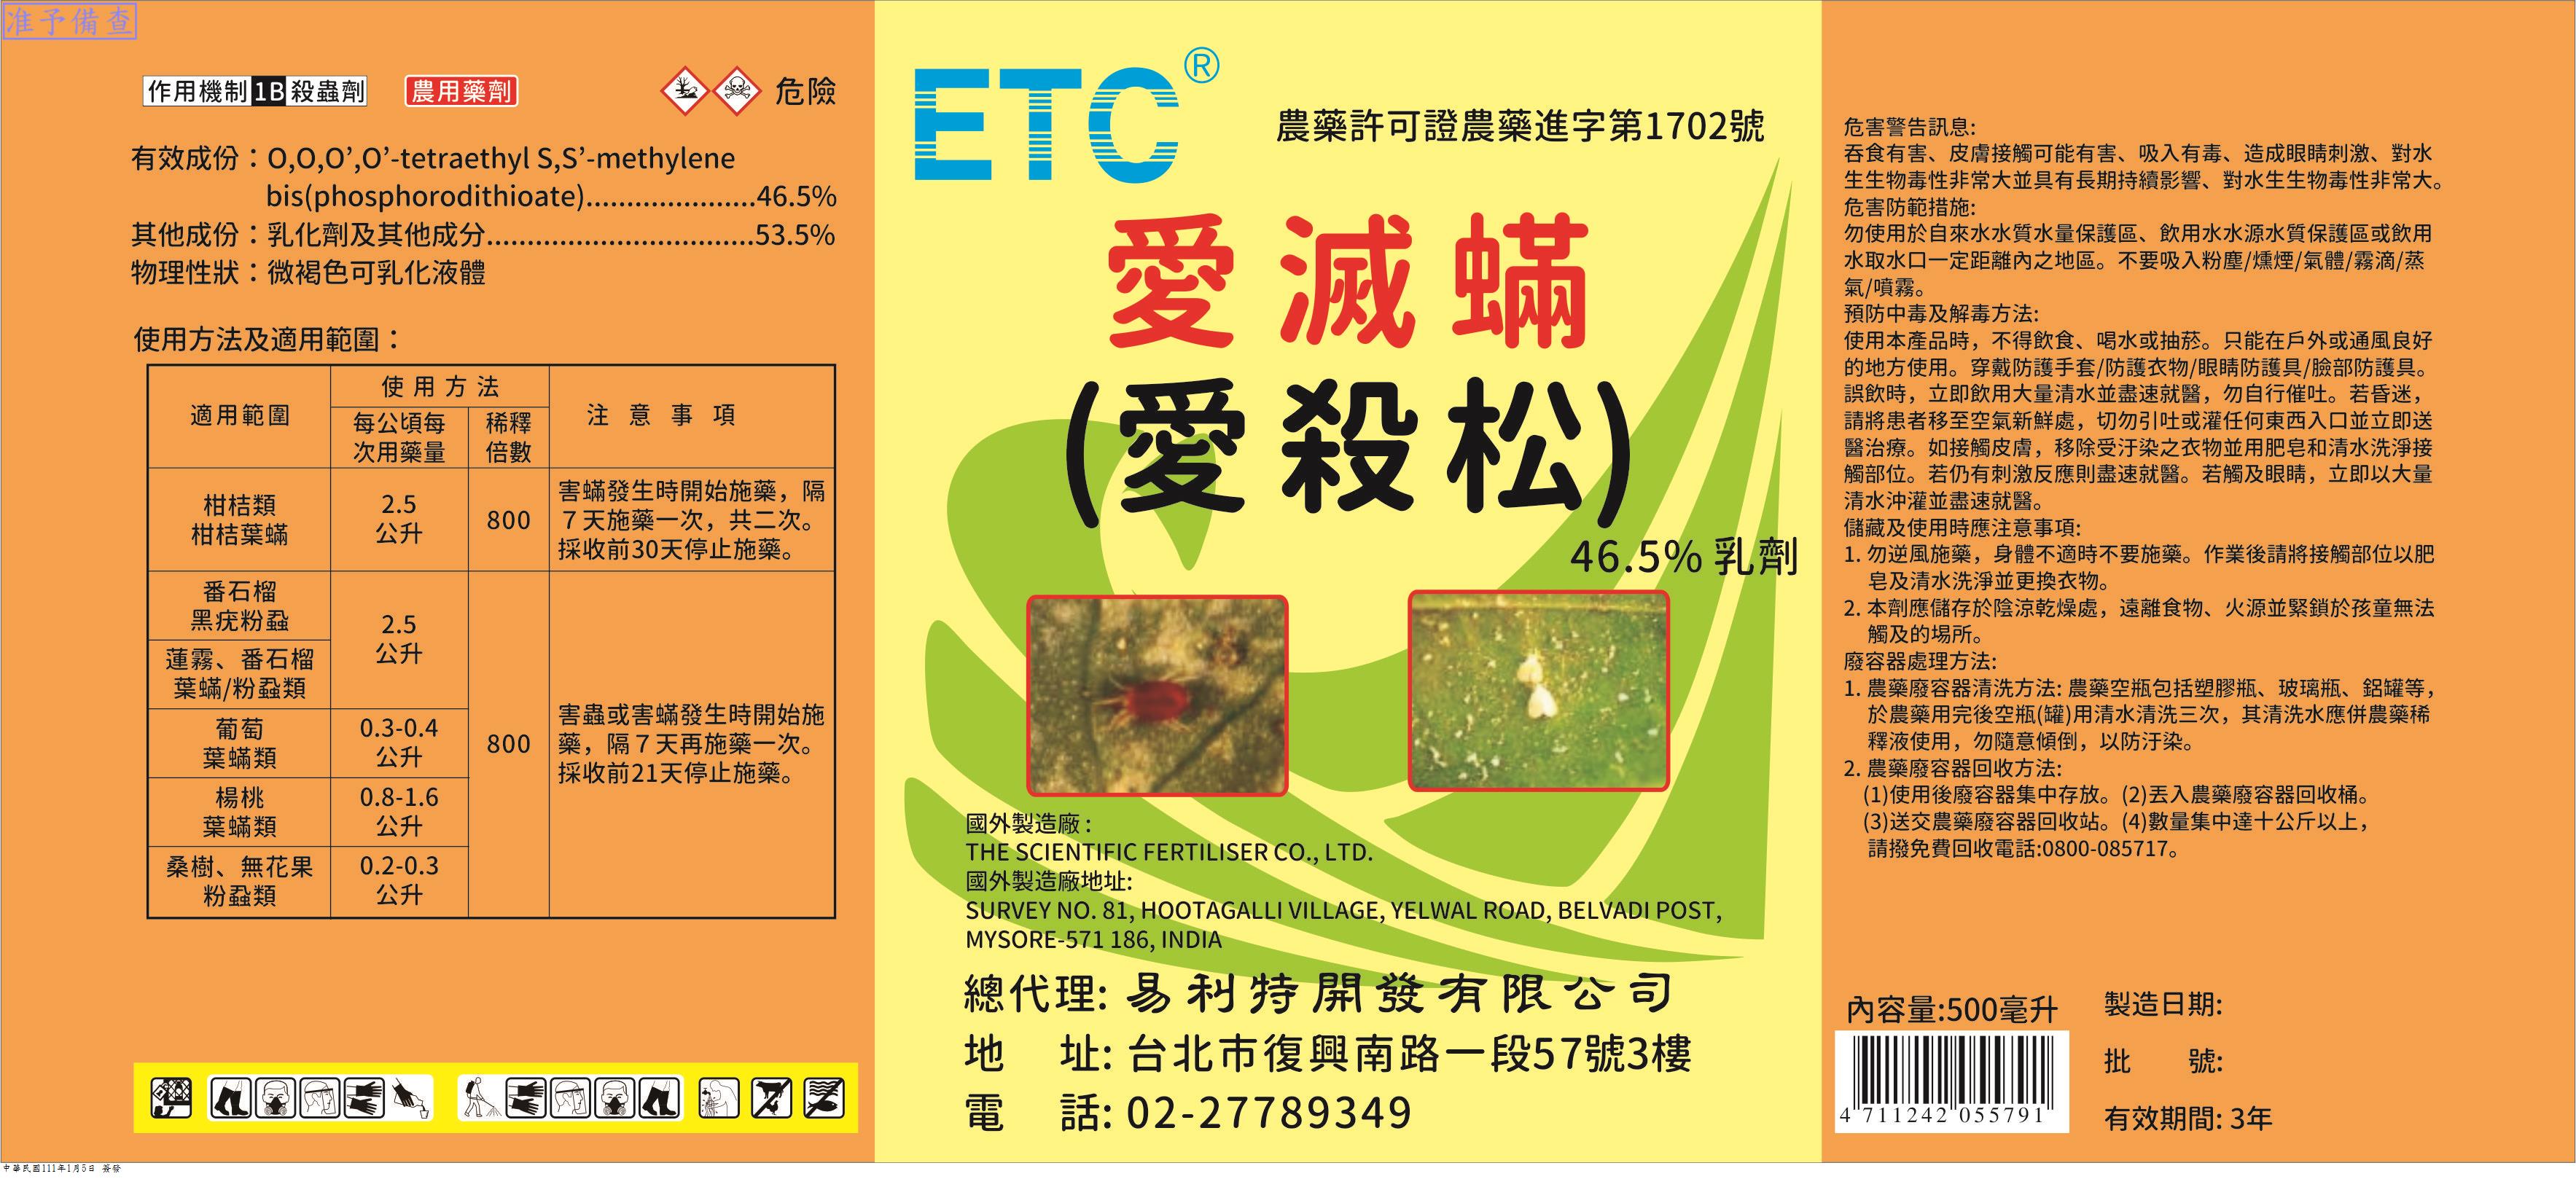 准予備查
作用機制 1B 殺蟲劑
農用藥劑
危險
有效成份：O,O,O’,O’-tetraethyl S,S’-methylene
bis(phosphorodithioate).....................46.5%
其他成份：乳化劑及其他成分.................................53.5%
物理性狀：微褐色可乳化液體
使用方法及適用範圍：
適用範圍
使用方法
每公頃每
次用藥量
稀釋
倍數
注意事項
柑桔類
柑桔葉蟎
2.5
公升
800
害蟎發生時開始施藥，隔
７天施藥一次，共二次。
採收前30天停止施藥。
番石榴
黑疣粉蝨
2.5
公升
蓮霧、番石榴
葉蟎/粉蝨類
葡萄
葉蟎類
0.3-0.4
公升
楊桃
葉蟎類
0.8-1.6
公升
桑樹、無花果
粉蝨類
0.2-0.3
公升
800
害蟲或害蟎發生時開始施
藥，隔７天再施藥一次。
採收前21天停止施藥。
ETC®
農藥許可證農藥進字第1702號
愛滅蟎
(愛殺松)
46.5% 乳劑
國外製造廠 :
THE SCIENTIFIC FERTILISER CO., LTD.
國外製造廠地址:
SURVEY NO. 81, HOOTAGALLI VILLAGE, YELWAL ROAD, BELVADI POST,
MYSORE-571 186, INDIA
總代理: 易利特開發有限公司
地　址: 台北市復興南路一段57號3樓
電　話: 02-27789349
危害警告訊息:
吞食有害、皮膚接觸可能有害、吸入有毒、造成眼睛刺激、對水
生生物毒性非常大並具有長期持續影響、對水生生物毒性非常大。
危害防範措施:
勿使用於自來水水質水量保護區、飲用水水源水質保護區或飲用
水取水口一定距離內之地區。不要吸入粉塵/燻煙/氣體/霧滴/蒸
氣/噴霧。
預防中毒及解毒方法:
使用本產品時，不得飲食、喝水或抽菸。只能在戶外或通風良好
的地方使用。穿戴防護手套/防護衣物/眼睛防護具/臉部防護具。
誤飲時，立即飲用大量清水並盡速就醫，勿自行催吐。若昏迷，
請將患者移至空氣新鮮處，切勿引吐或灌任何東西入口並立即送
醫治療。如接觸皮膚，移除受汙染之衣物並用肥皂和清水洗淨接
觸部位。若仍有刺激反應則盡速就醫。若觸及眼睛，立即以大量
清水沖灌並盡速就醫。
儲藏及使用時應注意事項:
1. 勿逆風施藥，身體不適時不要施藥。作業後請將接觸部位以肥
皂及清水洗淨並更換衣物。
2. 本劑應儲存於陰涼乾燥處，遠離食物、火源並緊鎖於孩童無法
觸及的場所。
廢容器處理方法:
1. 農藥廢容器清洗方法: 農藥空瓶包括塑膠瓶、玻璃瓶、鋁罐等，
於農藥用完後空瓶(罐)用清水清洗三次，其清洗水應併農藥稀
釋液使用，勿隨意傾倒，以防汙染。
2. 農藥廢容器回收方法:
(1)使用後廢容器集中存放。(2)丟入農藥廢容器回收桶。
(3)送交農藥廢容器回收站。(4)數量集中達十公斤以上，
請撥免費回收電話:0800-085717。
內容量:500毫升
4 711242 055791
製造日期:
批　號:
有效期間: 3年
中華民國111年1月5日 簽發